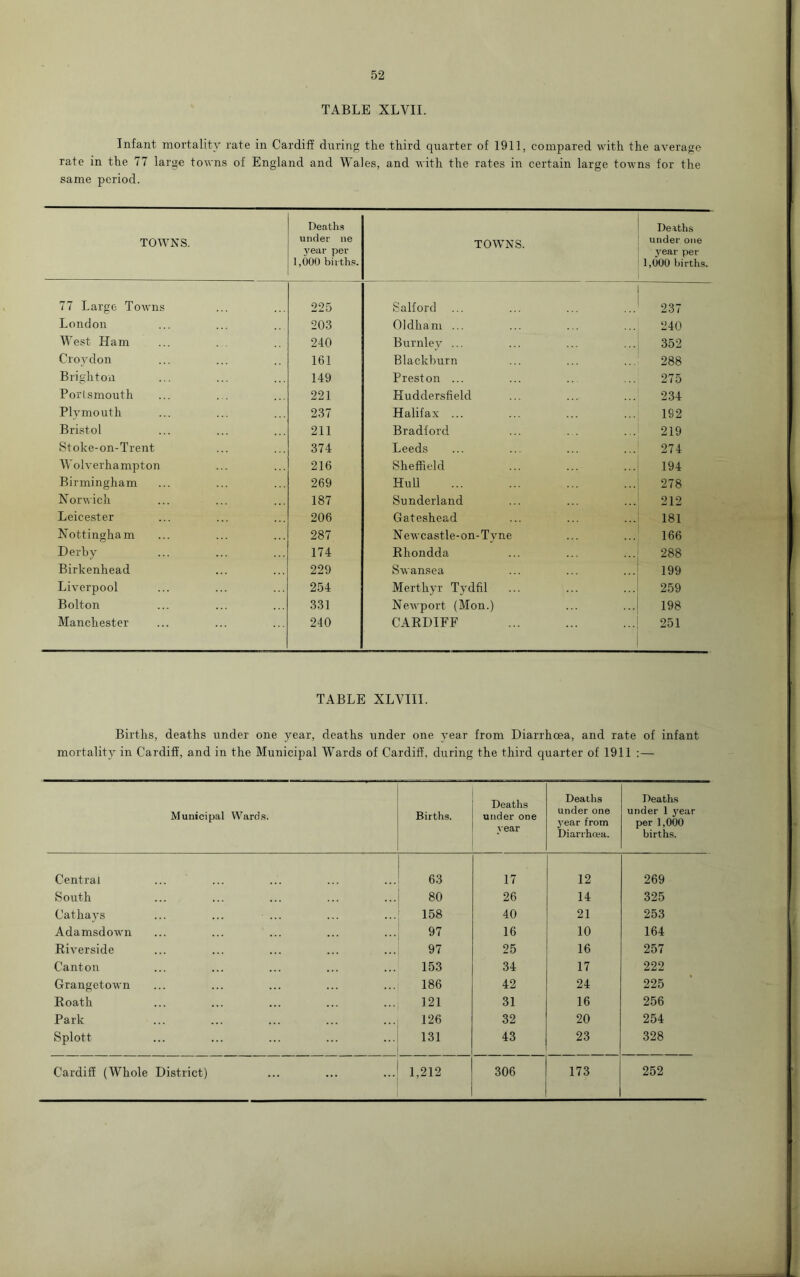 52
TABLE XLVII.
Infant mortality rate in Cardiff during the third quarter of 1911, compared with the average
rate in the 77 large towns of England and Wales, and with the rates in certain large towns for the
same period.
TOWNS. Deaths under ne year per 1,000 births. TOWNS. Deaths under one year per 1,000 births.
77 Large Towns ... ... 225 Salford ... ... ... ... 237
London ... ... .. 203 Oldham ... ... ... ... 240
West Ham ... .. .. 240 Burnley ... ... ... ... 352
Croydon ... ... .. 161 Blackburn ... ... ... 288
Brighton ... ... ... 149 Preston ... ... ... ... 275
Portsmouth ... ... ... 221 Huddersfield ... ... ... 234
Plymouth ... ... ... 237 Halifax ... ... ... ... 192
Bristol ... ... ... 211 Bradford ... ... ... 219
Stoke-on-Trent ... ... 374 Leeds ... ... ... ... 274
Wolverhampton ... ... 216 Sheffield ... ... ... 194
Birmingham ... ... ... 269 Hull ... ... ... ... 278
Norwich ... ... ... 187 Sunderland ... ... ... 212
Leicester ... ... ... 206 Gateshead ... ... ... 181
Nottingham ... ... ... 287 Newcastle-on-Tyne ... ... 166
Derby ... ... ... 174 Rhondda ... ... ... 288
Birkenhead ... ... 229 Swansea ... ... ... 199
Liverpool ... ... ... 254 Merthyr Tydfil ... ... ... 259
Bolton ... ... ... 331 Newport (Mon.) ... ... 198
Manchester ... ... ... 240 CARDIFF ... ... ... 251
TABLE XLVIII.
Births, deaths under one year, deaths under one year from Diarrhœa, and rate of infant
mortality in Cardiff, and in the Municipal Wards of Cardiff, during the third quarter of 1911 :—
Municipal Wards. Births. Deaths under one year Deaths under one year from Diarrhœa. Deaths under 1 year per 1,000 births.
Central ... ... ... ... ... 63 17 12 269
South ... ... ... ... ... 80 26 14 325
Cathays ... ... ... ... ... 158 40 21 253
Adamsdown ... ... ... ... ... 97 16 10 164
Riverside ... ... ... ... ... 97 25 16 257
Canton ... ... ... ... ... 153 34 17 222
Grangetown ... ... ... ... ... 186 42 24 225
Roath ... ... ... ... ... 121 31 16 256
Park ... ... ... ... ... 126 32 20 254
Splott ... ... ... ... ... 131 43 23 328
Cardiff (Whole District) ... ... ... 1,212 306 173 252